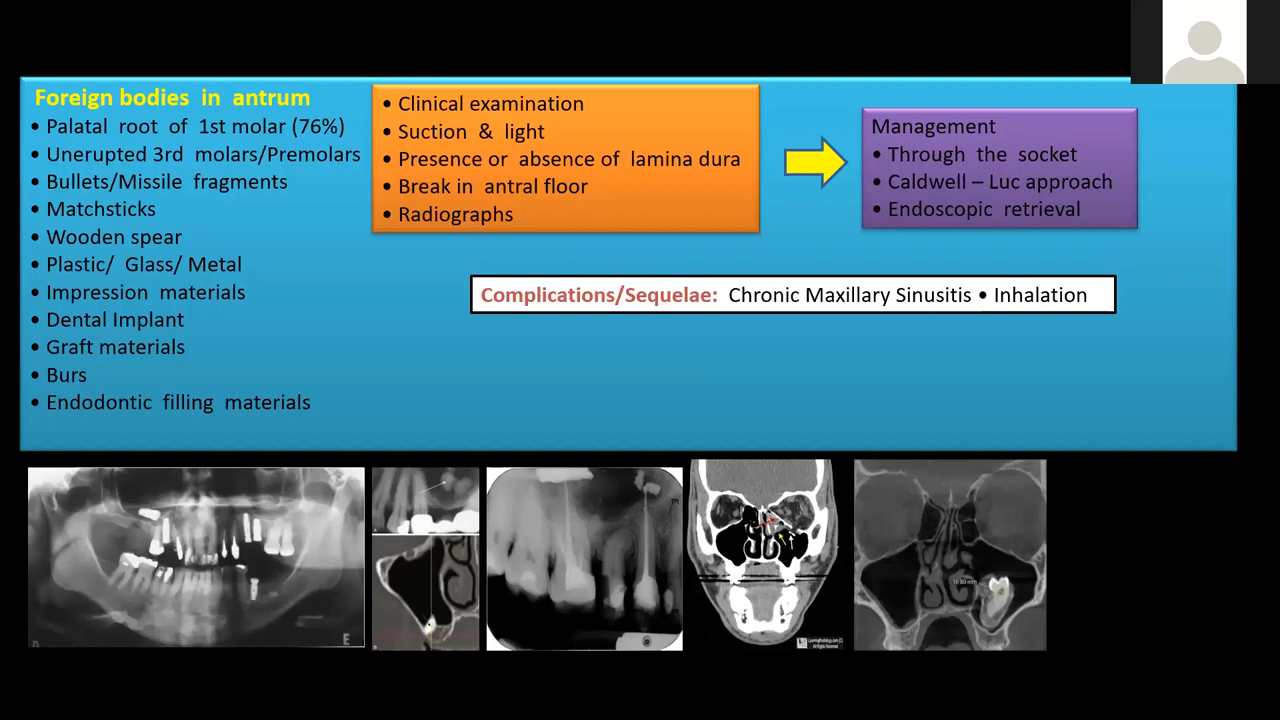 Foreign bodies in antrum
• Palatal root of 1st molar (76%)
• Unerupted 3rd molars/Premolars
• Bullets/Missile fragments
• Matchsticks
• Wooden spear
• Plastic/ Glass/ Metal
• Impression materials
• Dental Implant
• Graft materials
• Burs
• Endodontic filling materials
• Clinical examination
• Suction & light
• Presence or absence of lamina dura
• Break in antral floor
• Radiographs
Management
• Through the socket
• Caldwell – Luc approach
• Endoscopic retrieval
Complications/Sequelae: Chronic Maxillary Sinusitis • Inhalation
E